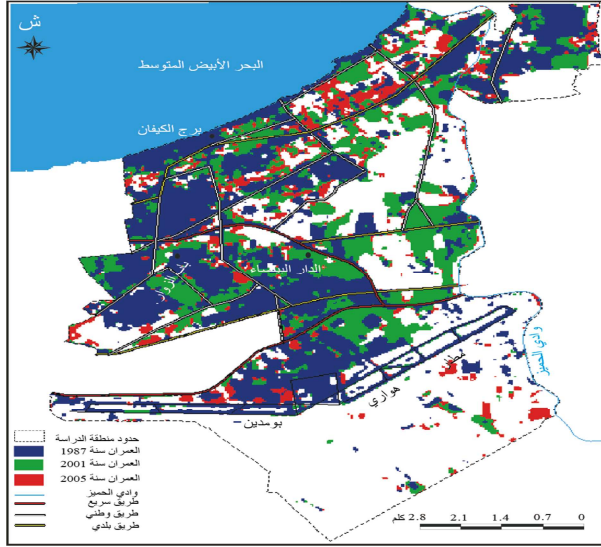 ش
البحر الأبيض المتوسط
برج الكيفان
باب الزوار
الدار البيضاء
وادي الحميز
مطار
هواري
بومدين
حدود منطقة الدراسة
العمران سنة 1987
العمران سنة 2001
العمران سنة 2005
وادي الحميز
طريق سريع
طريق وطني
طريق بلدي
كلم 2.8 2.1 1.4 0.7 0